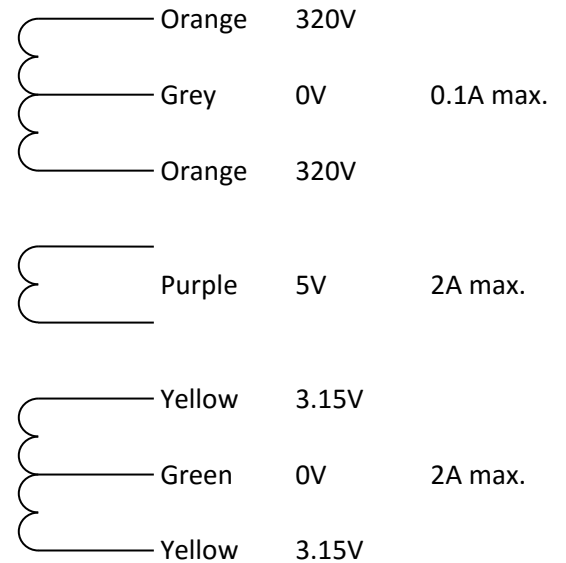 Orange 320V
Grey 0V 0.1A max.
Orange 320V
Purple 5V 2A max.
Yellow 3.15V
Green 0V 2A max.
Yellow 3.15V